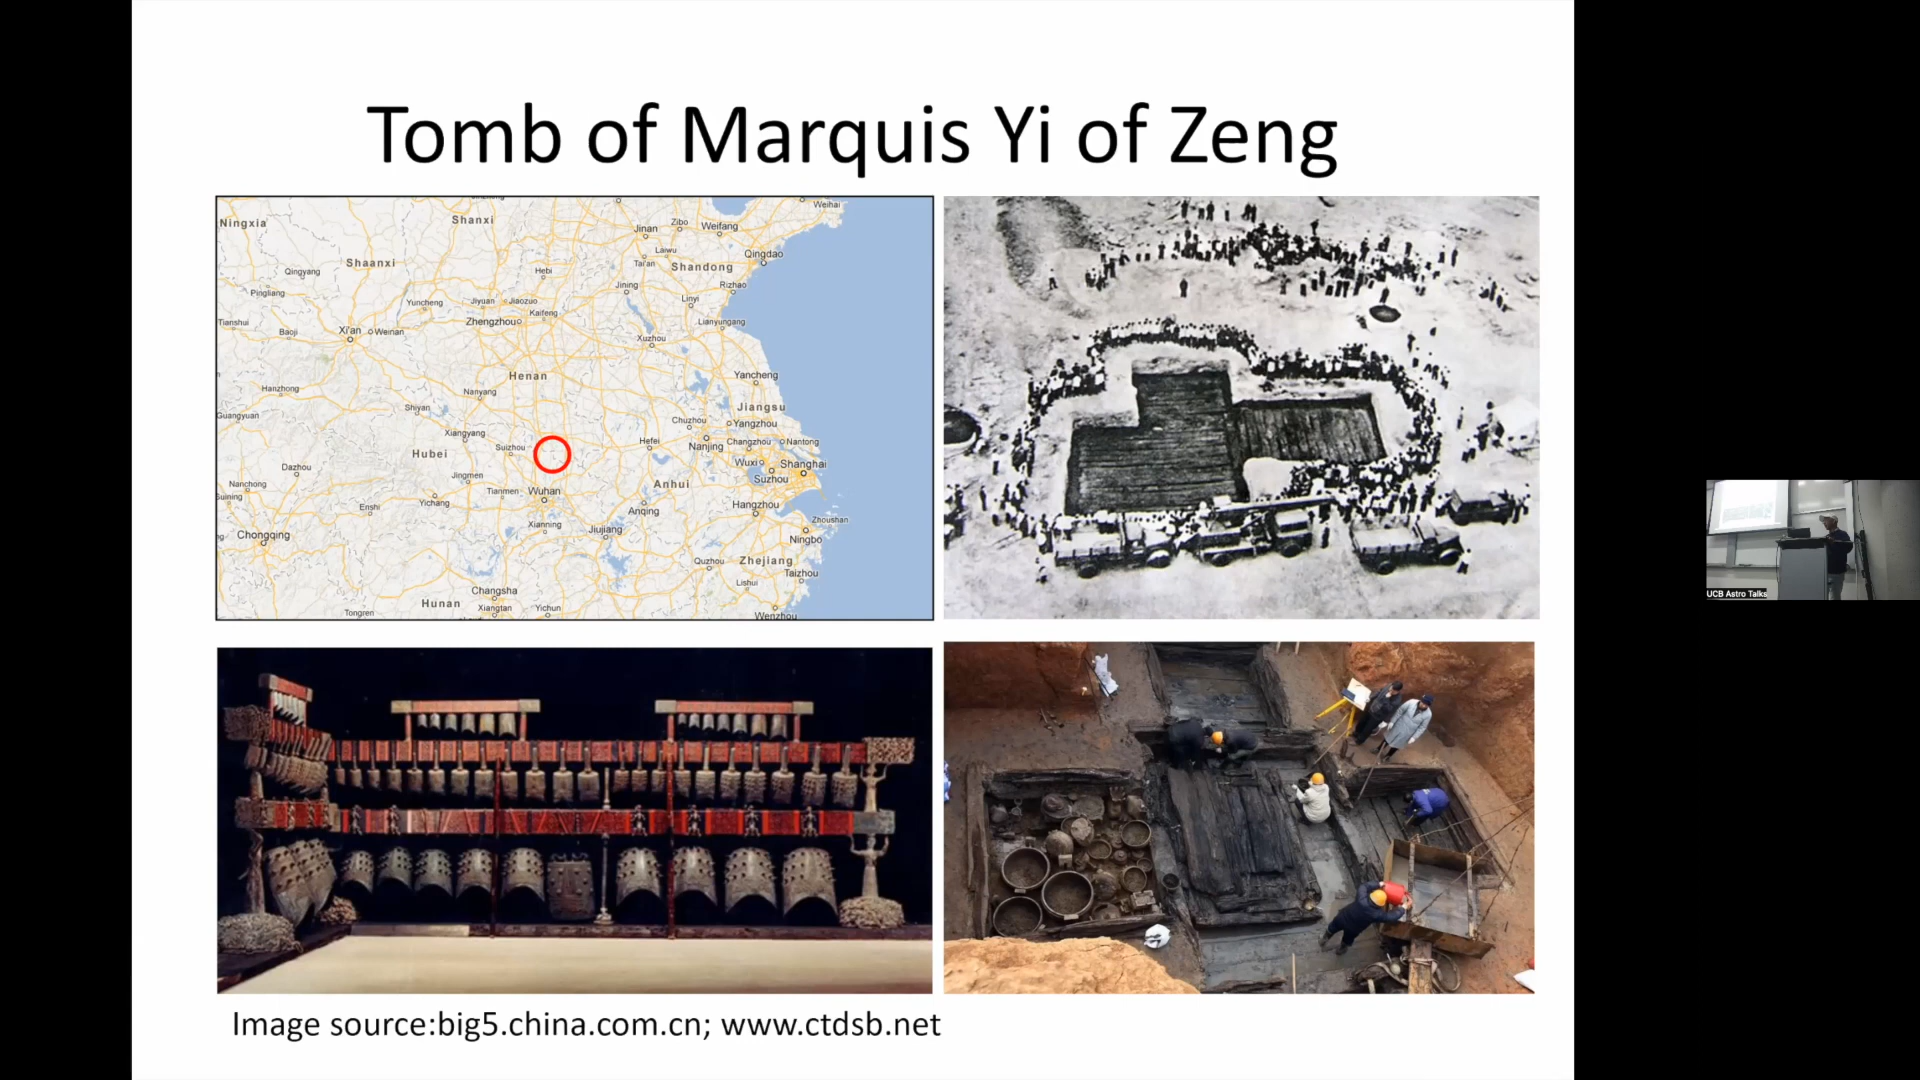 Tomb of Marquis Yi of Zeng
Weihai
Ningxia
Shanxi
Jinan
Zibo
Weifang
Laiwu
Qingdao
Shaanxi
Qingyang
Hebi
Tai'an
Shandong
Pingliang
Yuncheng
Jiyuan
Jiaozuo
Jining
Rizhao
Linyi
Tianshui
Baoji
Xi'an
Weinan
Zhengzhou
Kaifeng
Lianyungang
Xuzhou
Henan
Yancheng
Hanzhong
Nanyang
Guangyuan
Shiyan
Jiangsu
Chuzhou
Yangzhou
Xiangyang
Suizhou
Hefei
Nanjing
Changzhou
Nantong
Hubei
Wuxi
Shanghai
Dazhou
Jingmen
Suzhou
Nanchong
Tianmen
Wuhan
Anhui
Suining
Enshi
Yichang
Anqing
Hangzhou
Zhoushan
Chongqing
Xianning
Jiujiang
Ningbo
Quzhou
Zhejiang
Taizhou
Changsha
Lishui
Hunan
Xiangtan
Yichun
Tongren
Wenzhou
Image source:big5.china.com.cn; www.ctdsb.net
UCB Astro Talks